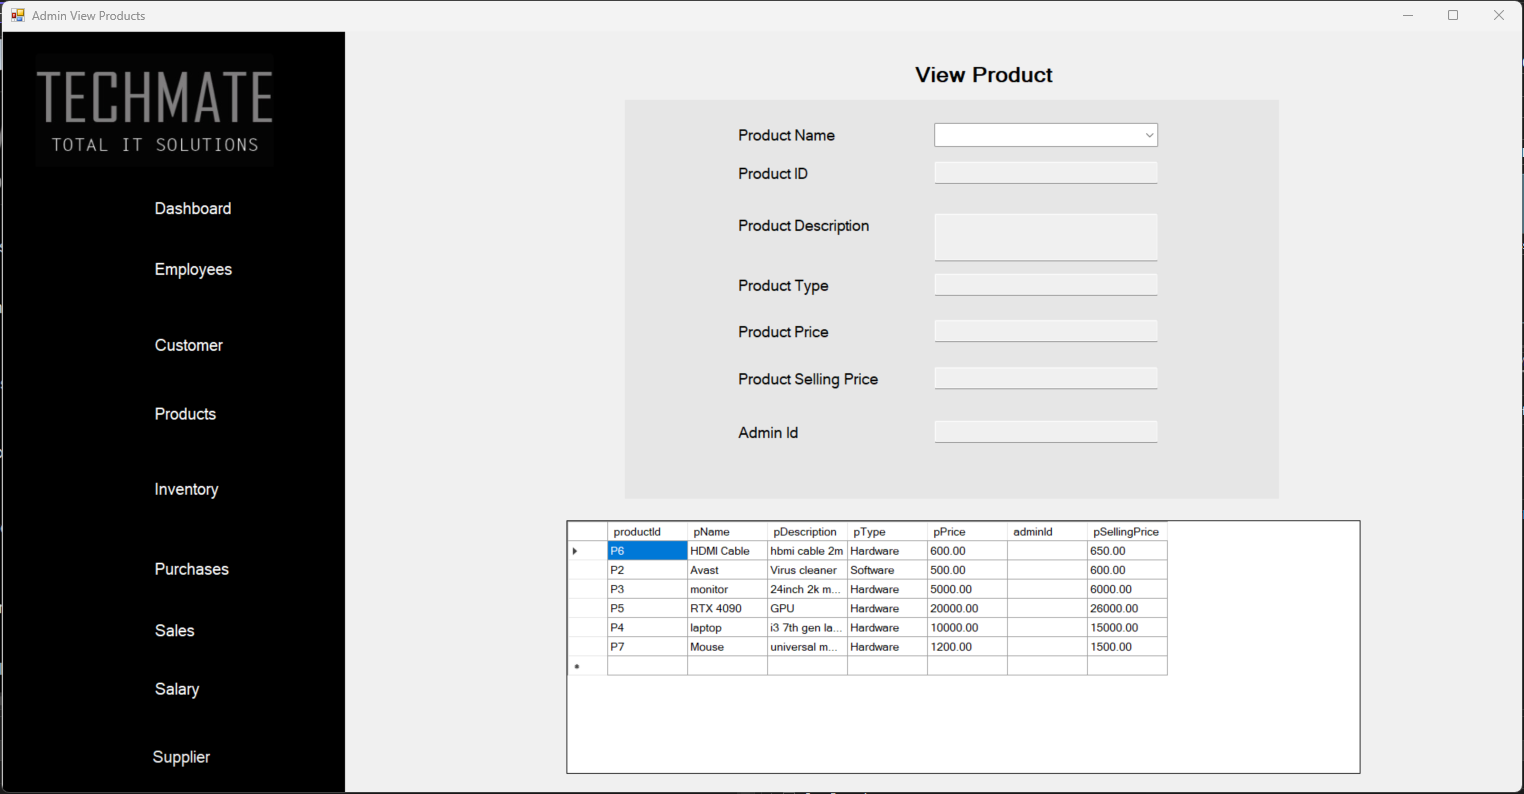 Admin View Products
TECHMATE
TOTAL IT SOLUTIONS
Dashboard
Employees
Customer
Products
Inventory
Purchases
Sales
Salary
Supplier
View Product
Product Name
Product ID
Product Description
Product Type
Product Price
Product Selling Price
Admin Id
productId pName pDescription pType pPrice adminId pSellingPrice
P6 HDMI Cable hbmi cable 2m Hardware 600.00 650.00
P2 Avast Virus cleaner Software 500.00 600.00
P3 monitor 24inch 2k m... Hardware 5000.00 6000.00
P5 RTX 4090 GPU Hardware 20000.00 26000.00
P4 laptop i3 7th gen la... Hardware 10000.00 15000.00
P7 Mouse universal m... Hardware 1200.00 1500.00